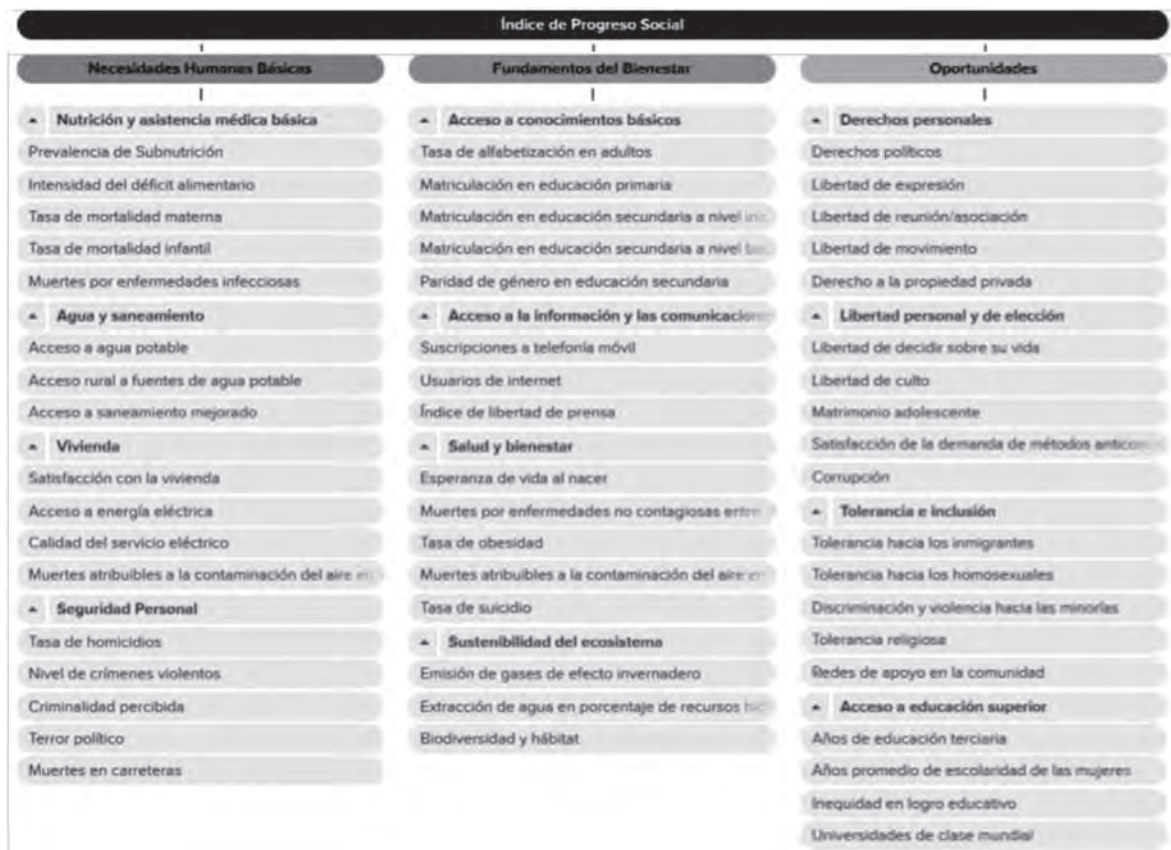 Índice de Progreso Social
Necesidades Humanas Básicas
Nutrición y asistencia médica básica
Prevalencia de Subnutrición
Intensidad del déficit alimentario
Tasa de mortalidad materna
Tasa de mortalidad infantil
Muertes por enfermedades infecciosas
Agua y saneamiento
Acceso a agua potable
Acceso rural a fuentes de agua potable
Acceso a saneamiento mejorado
Vivienda
Satisfacción con la vivienda
Acceso a energía eléctrica
Calidad del servicio eléctrico
Muertes atribuibles a la contaminación del aire en
Seguridad Personal
Tasa de homicidios
Nivel de crímenes violentos
Criminalidad percibida
Terror político
Muertes en carreteras
Fundamentos del Bienestar
Acceso a conocimientos básicos
Tasa de alfabetización en adultos
Matriculación en educación primaria
Matriculación en educación secundaria a nivel
Matriculación en educación secundaria a nivel
Paridad de género en educación secundaria
Acceso a la información y las comunicacione
Suscripciones a telefonía móvil
Usuarios de internet
Índice de libertad de prensa
Salud y bienestar
Esperanza de vida al nacer
Muertes por enfermedades no contagiosas entre
Tasa de obesidad
Muertes atribuibles a la contaminación del aire en
Tasa de suicidio
Sustenibilidad del ecosistema
Emisión de gases de efecto invernadero
Extracción de agua en porcentaje de recursos
Biodiversidad y hábitat
Oportunidades
Derechos personales
Derechos políticos
Libertad de expresión
Libertad de reunión/asociación
Libertad de movimiento
Derecho a la propiedad privada
Libertad personal y de elección
Libertad de decidir sobre su vida
Libertad de culto
Matrimonio adolescente
Satisfacción de la demanda de métodos
Corrupción
Tolerancia e inclusión
Tolerancia hacia los inmigrantes
Tolerancia hacia los homosexuales
Discriminación y violencia hacia las minorías
Tolerancia religiosa
Redes de apoyo en la comunidad
Acceso a educación superior
Años de educación terciaria
Años promedio de escolaridad de las mujeres
Inequidad en logro educativo
Universidades de clase mundial